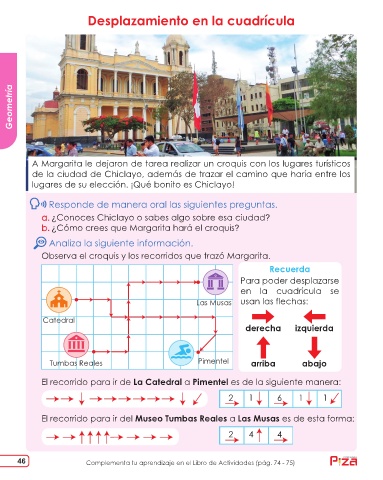 Desplazamiento en la cuadrícula
Geometría
A Margarita le dejaron de tarea realizar un croquis con los lugares turísticos
de la ciudad de Chiclayo, además de trazar el camino que haría entre los
lugares de su elección. ¡Qué bonito es Chiclayo!
Responde de manera oral las siguientes preguntas.
a. ¿Conoces Chiclayo o sabes algo sobre esa ciudad?
b. ¿Cómo crees que Margarita hará el croquis?
Analiza la siguiente información.
Observa el croquis y los recorridos que trazó Margarita.
Las Musas
Catedral
Tumbas Reales
Pimentel
Recuerda
Para poder desplazarse
en la cuadrícula se
usan las flechas:
derecha izquierda
arriba abajo
El recorrido para ir de La Catedral a Pimentel es de la siguiente manera:
2 1 6 1 1
El recorrido para ir del Museo Tumbas Reales a Las Musas es de esta forma:
2 4 4
46
Complementa tu aprendizaje en el Libro de Actividades (pág. 74 - 75)